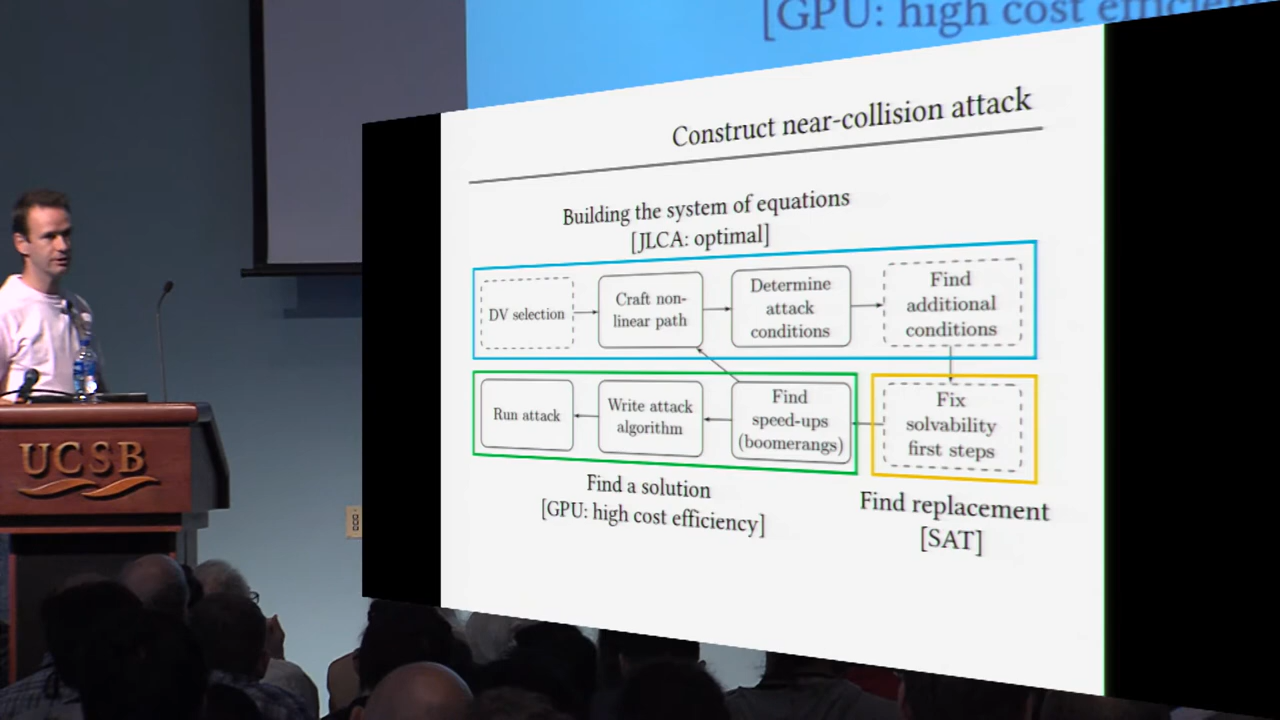 [GPU: high cost efficien
Construct near-collision attack
Building the system of equations
[JLCA: optimal]
DV selection
Craft non-
linear path
Determine
attack
conditions
Find
additional
conditions
Run attack
Write attack
algorithm
Find
speed-ups
(boomerangs)
Fix
solvability
first steps
Find a solution
[GPU: high cost efficiency]
Find replacement
[SAT]
UCSB